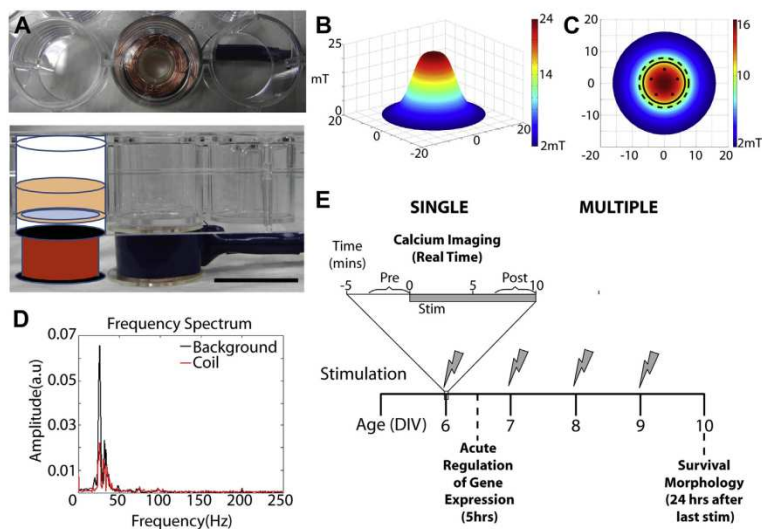 A
B
25
15
mT
5
0
20
0
-20
0
20
24
14
2mT
C
20
10
0
-10
-20
-20
-10
0
10
20
16
10
2mT
D
Frequency Spectrum
Background
Coil
Amplitude(a.u)
0.07
0.05
0.03
0.01
0
50
100
150
200
250
Frequency(Hz)
E
SINGLE
MULTIPLE
Calcium Imaging
(Real Time)
Time
(mins)
-5
Pre
0
5
Post
10
Stim
Stimulation
Age (DIV)
6
7
8
9
10
Acute
Regulation
of Gene
Expression
(5hrs)
Survival
Morphology
(24 hrs after
last stim)